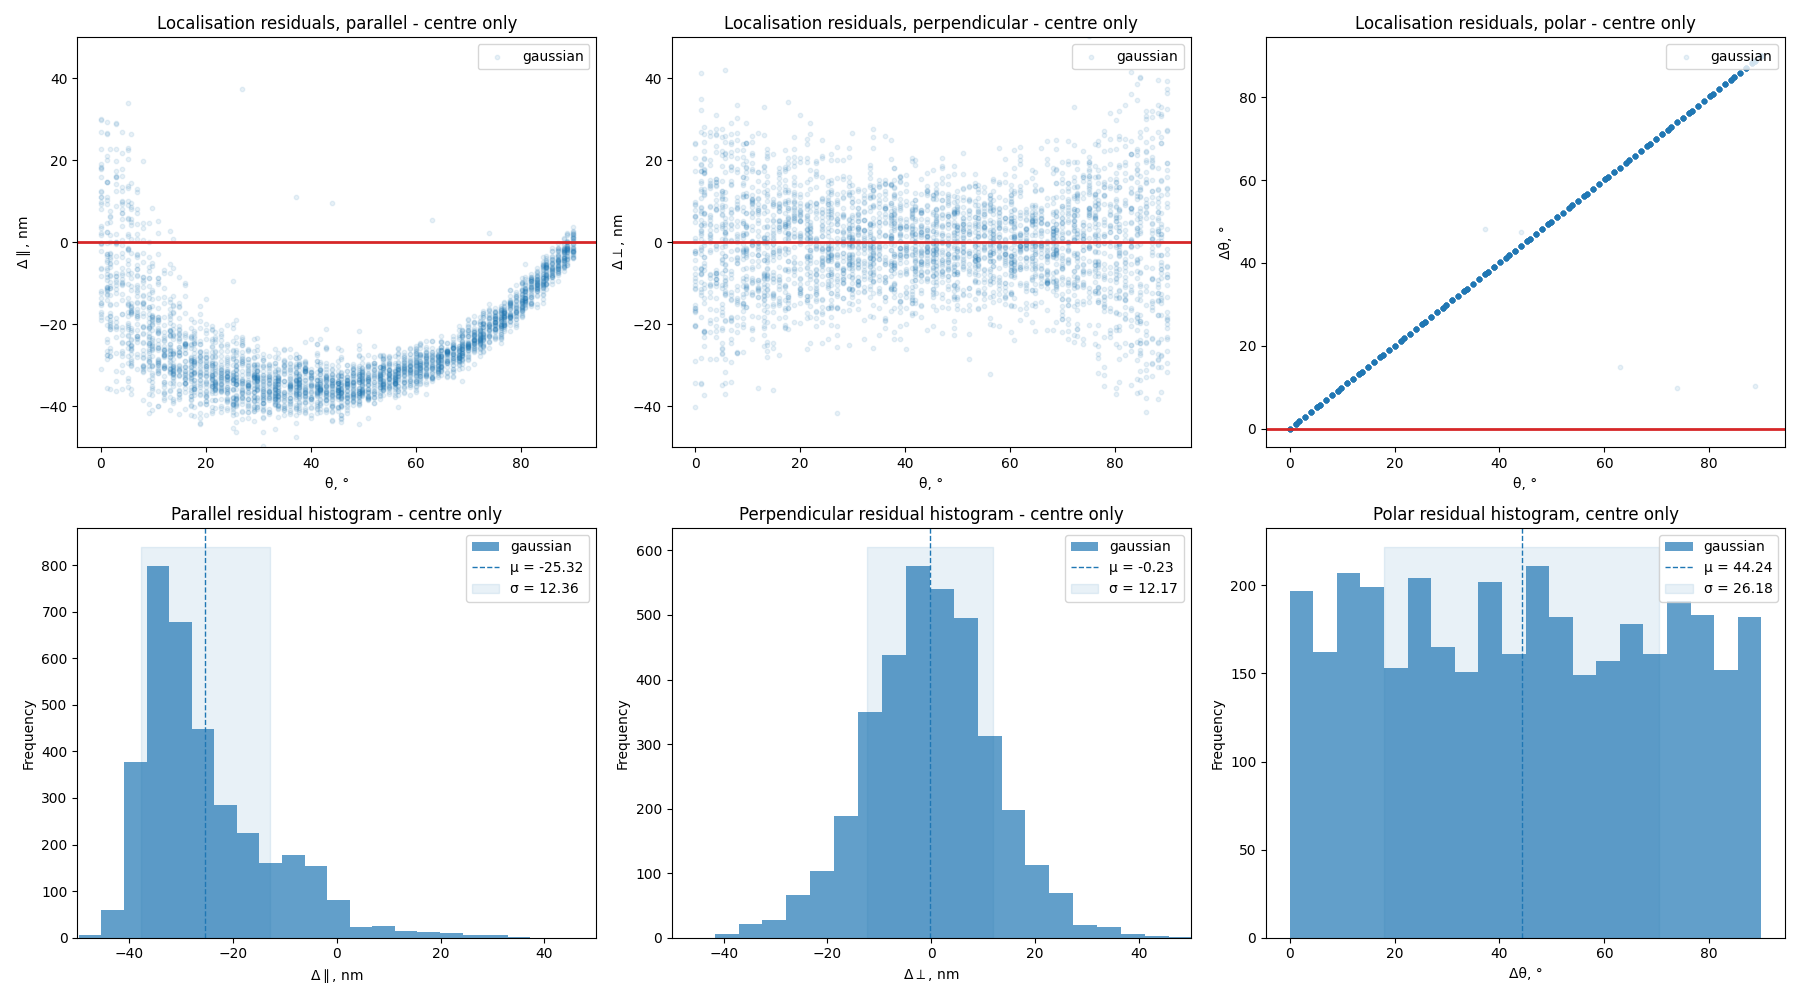 Localisation residuals, parallel - centre only
gaussian
40
20
0
−20
−40
Δ∥, nm
0 20 40 60 80
θ, °
Localisation residuals, perpendicular - centre only
gaussian
40
20
0
−20
−40
Δ⊥, nm
0 20 40 60 80
θ, °
Localisation residuals, polar - centre only
gaussian
80
60
40
20
0
Δθ, °
0 20 40 60 80
θ, °
Parallel residual histogram - centre only
gaussian
μ = -25.32
σ = 12.36
800
700
600
500
400
300
200
100
0
Frequency
−40 −20 0 20 40
Δ∥, nm
Perpendicular residual histogram - centre only
gaussian
μ = -0.23
σ = 12.17
600
500
400
300
200
100
0
Frequency
−40 −20 0 20 40
Δ⊥, nm
Polar residual histogram, centre only
gaussian
μ = 44.24
σ = 26.18
200
150
100
50
0
Frequency
0 20 40 60 80
Δθ, °